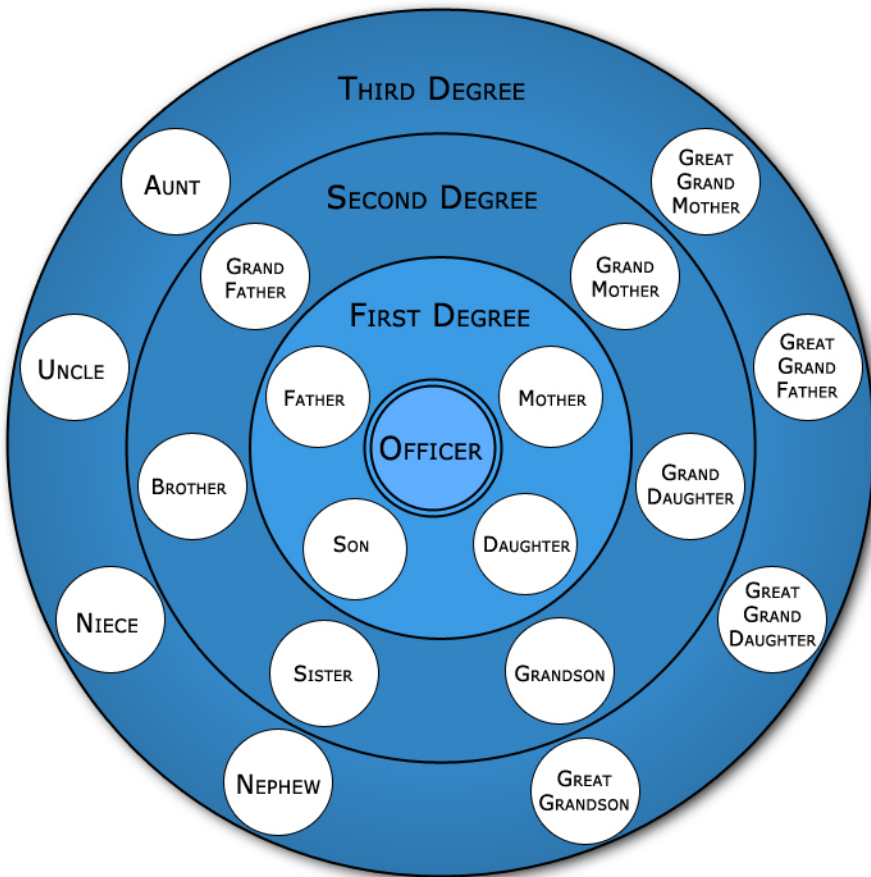 Third Degree
Aunt
Great
Grand
Mother
Second Degree
Grand
Father
Grand
Mother
First Degree
Uncle
Great
Grand
Father
Father
Mother
Officer
Brother
Grand
Daughter
Son
Daughter
Niece
Great
Grand
Daughter
Sister
Grandson
Nephew
Great
Grandson